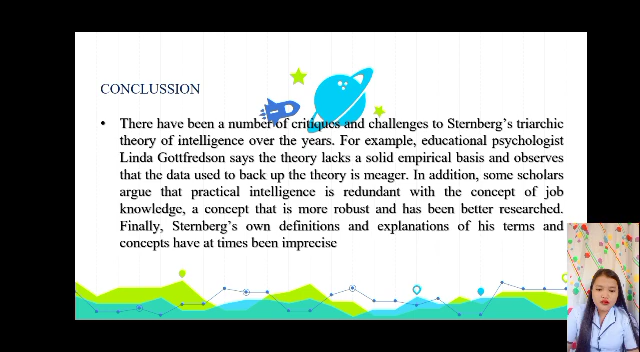 CONCLUSSION
• There have been a number of critiques and challenges to Sternberg's triarchic
theory of intelligence over the years. For example, educational psychologist
Linda Gottfredson says the theory lacks a solid empirical basis and observes
that the data used to back up the theory is meager. In addition, some scholars
argue that practical intelligence is redundant with the concept of job
knowledge, a concept that is more robust and has been better researched.
Finally, Sternberg's own definitions and explanations of his terms and
concepts have at times been imprecise